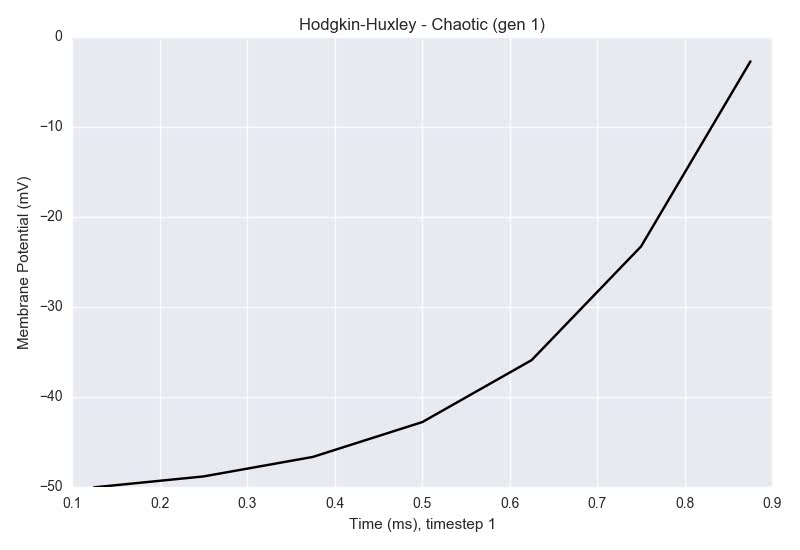 Hodgkin-Huxley - Chaotic (gen 1)
0
−10
−20
−30
−40
−50
Membrane Potential (mV)
0.1 0.2 0.3 0.4 0.5 0.6 0.7 0.8 0.9
Time (ms), timestep 1